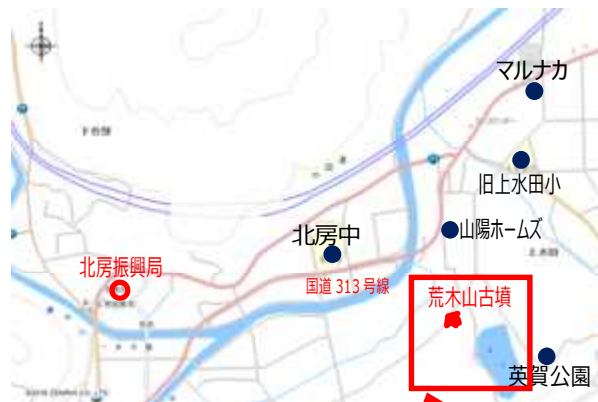 マルナカ
旧上水田小
山陽ホームズ
北房中
北房振興局
国道 313 号線
荒木山古墳
英賀公園